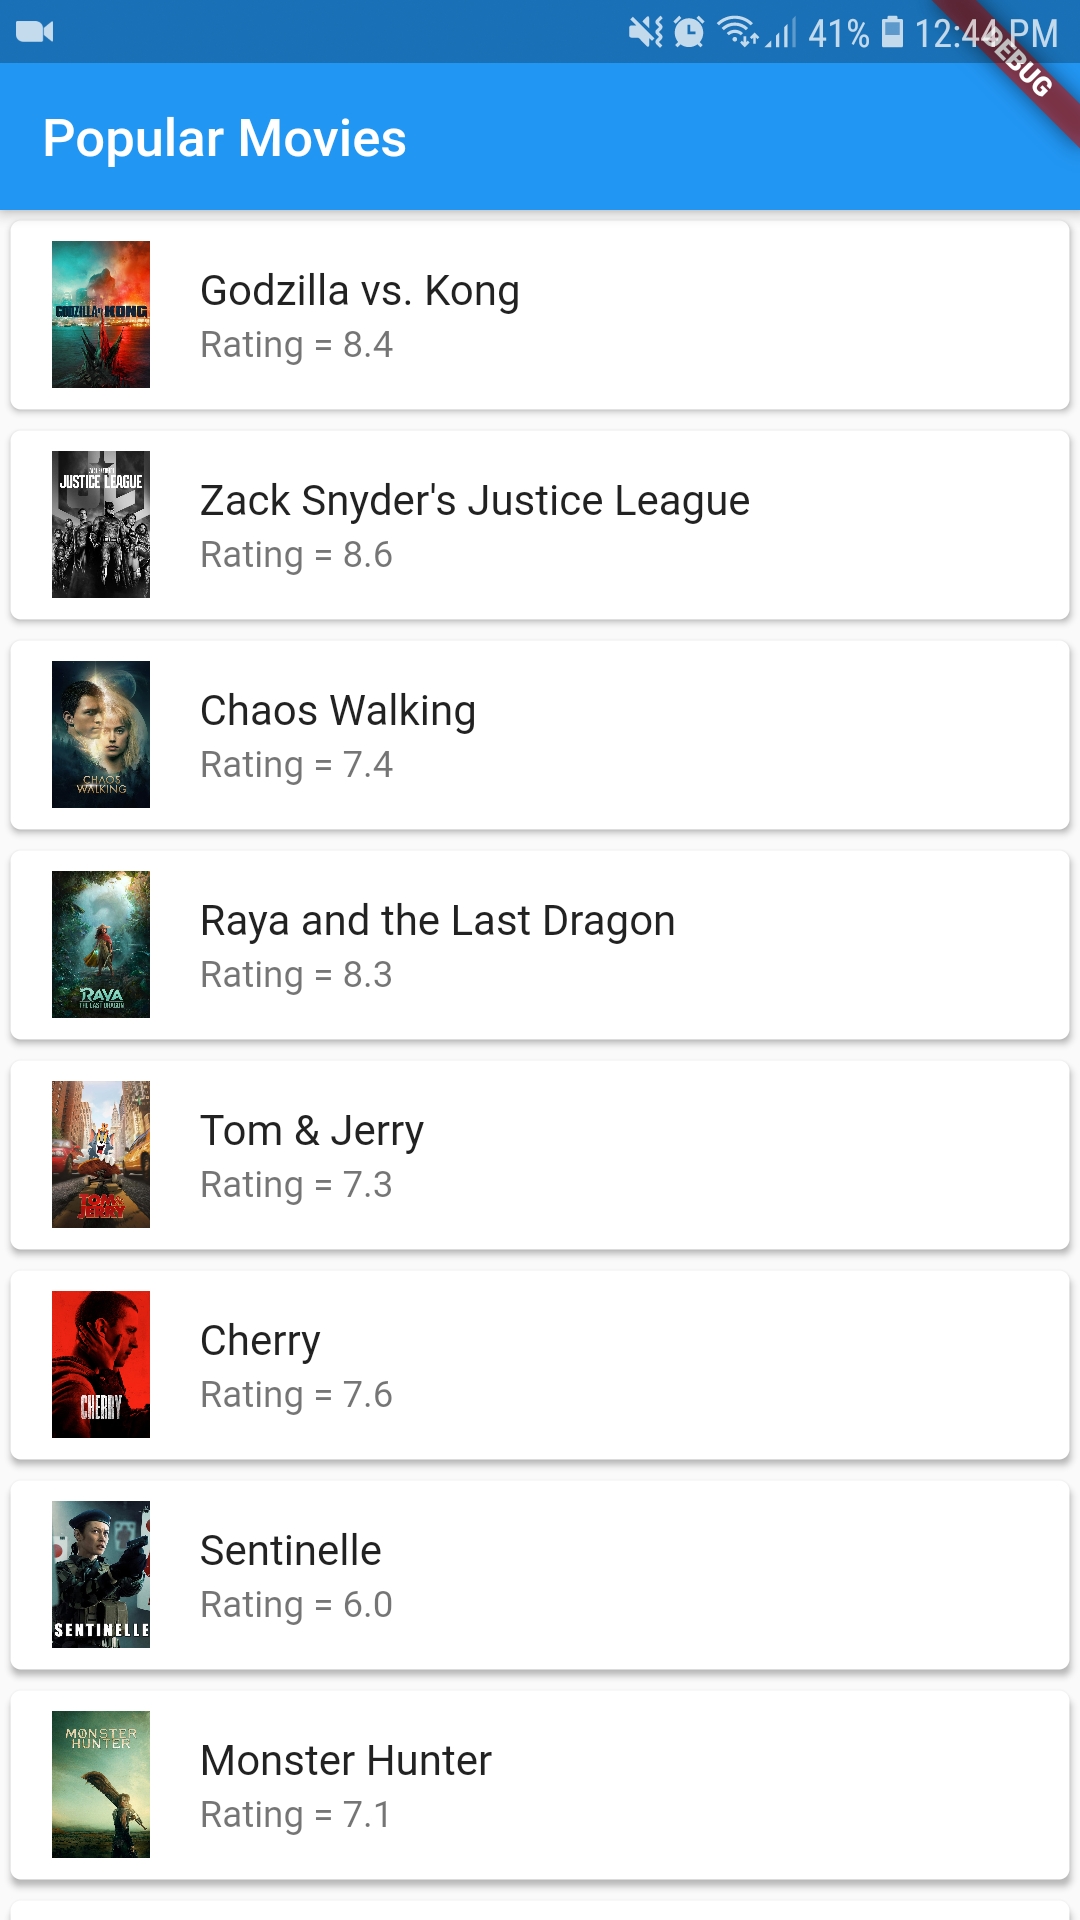 41% 12:44 PM
DEBUG
Popular Movies
GODZILLA VS KONG
Godzilla vs. Kong
Rating = 8.4
JUSTICE LEAGUE
Zack Snyder's Justice League
Rating = 8.6
CHAOS
WALKING
Chaos Walking
Rating = 7.4
RAYA
THE LAST DRAGON
Raya and the Last Dragon
Rating = 8.3
TOM &
JERRY
Tom & Jerry
Rating = 7.3
CHERRY
Cherry
Rating = 7.6
SENTINELLE
Sentinelle
Rating = 6.0
MONSTER
HUNTER
Monster Hunter
Rating = 7.1